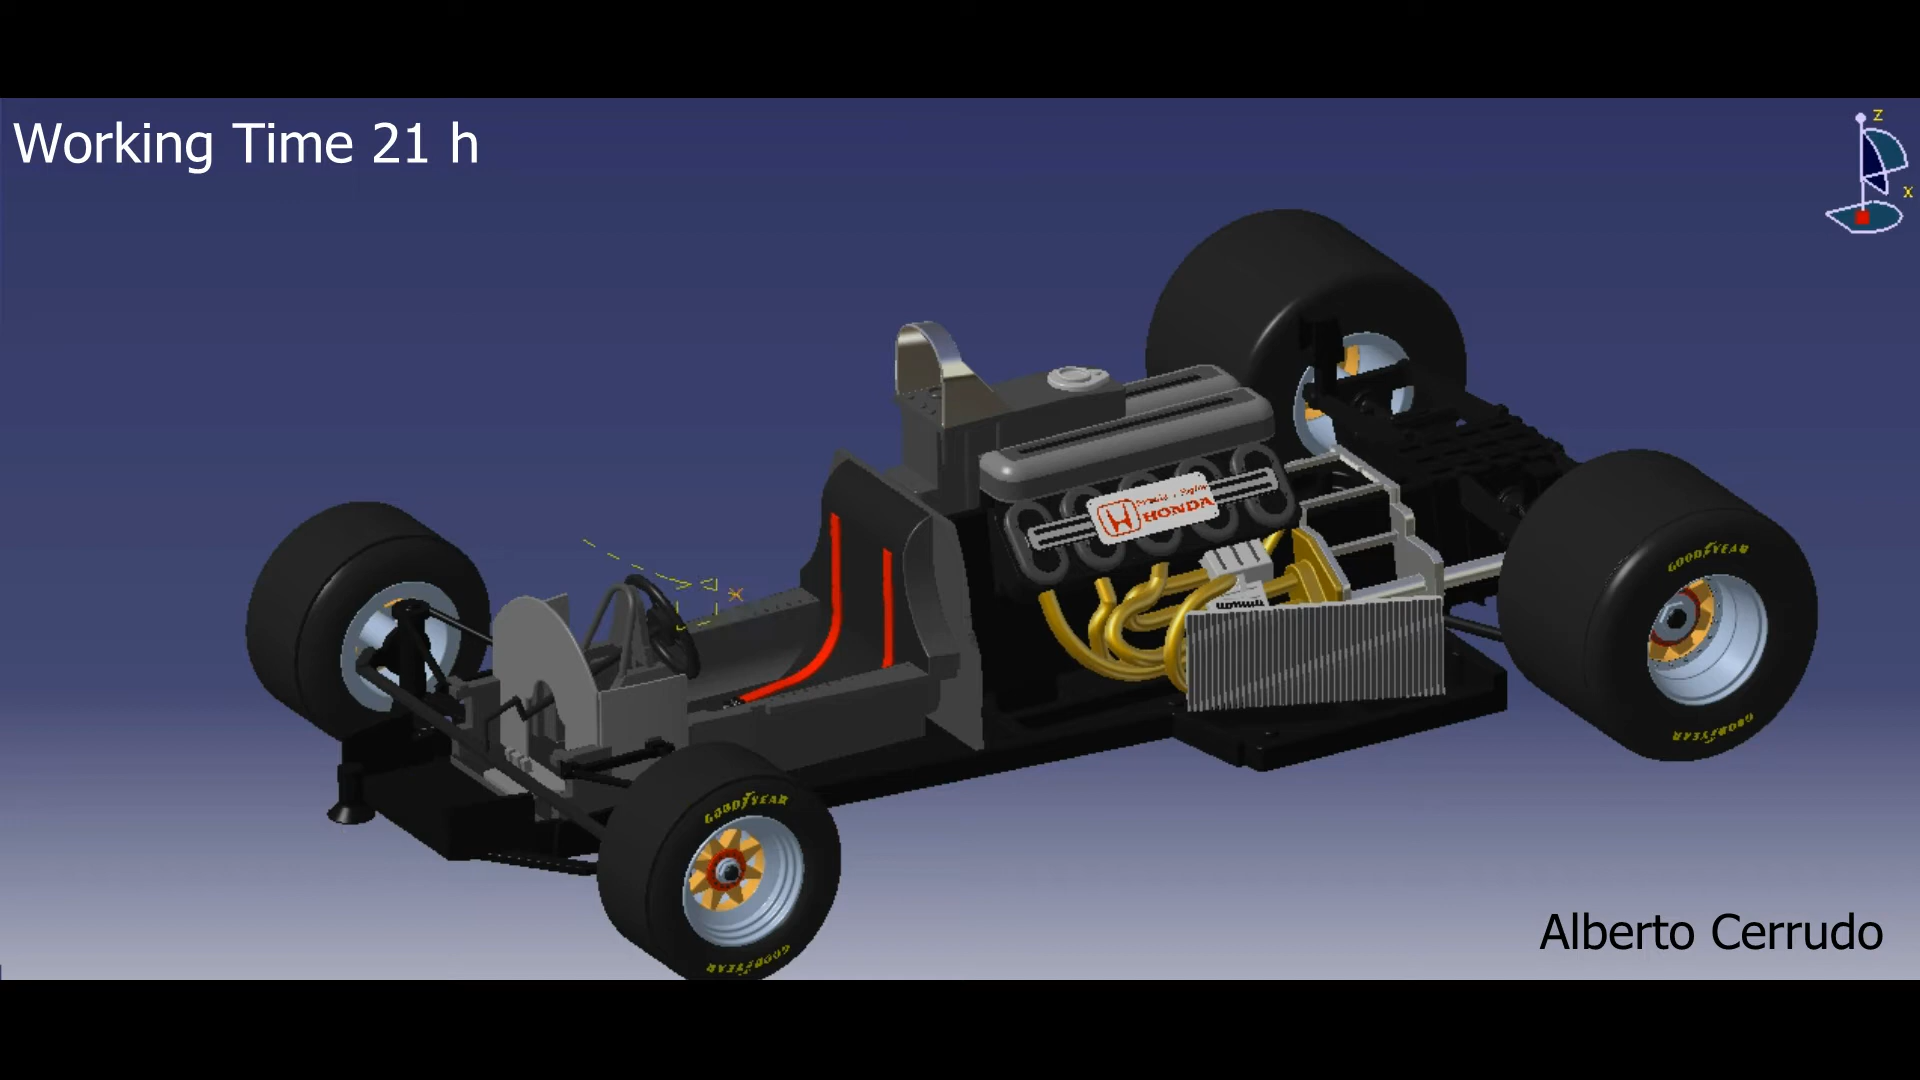 Working Time 21 h
Z
X
HONDA
GOODYEAR
GOODYEAR
GOODYEAR
GOODYEAR
Alberto Cerrudo